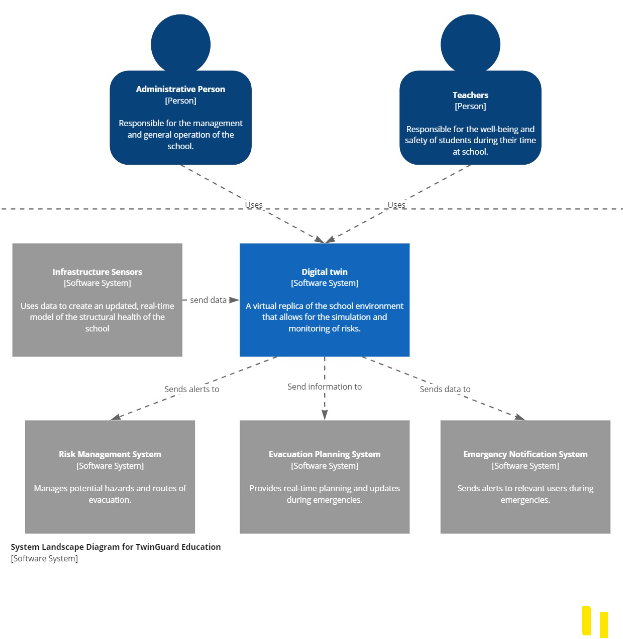 Administrative Person
[Person]
Responsible for the management
and general operation of the
school.
Teachers
[Person]
Responsible for the well-being and
safety of students during their time
at school.
Uses
Uses
Infrastructure Sensors
[Software System]
Uses data to create an updated, real-time
model of the structural health of the
school
send data
Digital twin
[Software System]
A virtual replica of the school environment
that allows for the simulation and
monitoring of risks.
Sends alerts to
Send information to
Sends data to
Risk Management System
[Software System]
Manages potential hazards and routes of
evacuation.
Evacuation Planning System
[Software System]
Provides real-time planning and updates
during emergencies.
Emergency Notification System
[Software System]
Sends alerts to relevant users during
emergencies.
System Landscape Diagram for TwinGuard Education
[Software System]